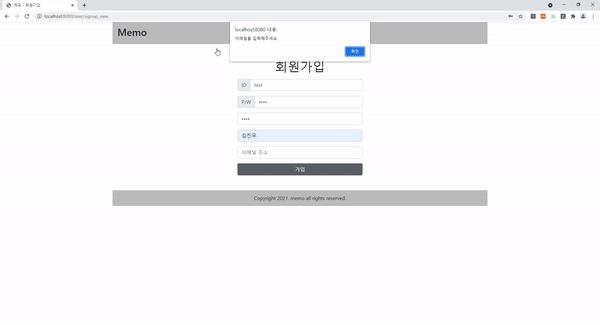 메모 - 회원가입
localhost:8080/user/signup_view
Memo
localhost:8080 내용:
이메일을 입력해주세요.
확인
회원가입
ID
test
P/W
••••
••••
김진우
이메일 주소
가입
Copyright 2021. memo all rights reserved.